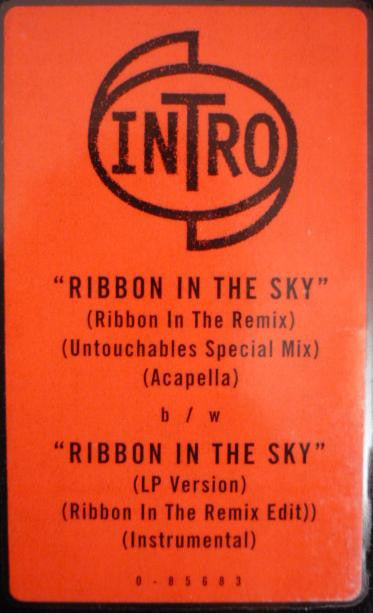 INTRO
"RIBBON IN THE SKY"
(Ribbon In The Remix)
(Untouchables Special Mix)
(Acapella)
b / w
"RIBBON IN THE SKY"
(LP Version)
(Ribbon In The Remix Edit))
(Instrumental)
0-85683